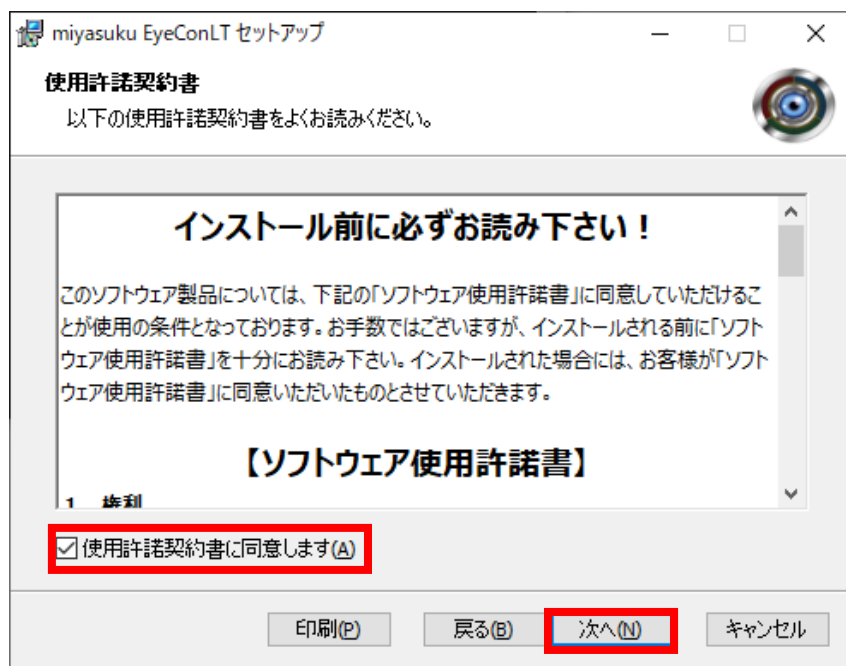 miyasuku EyeConLT セットアップ
使用許諾契約書
以下の使用許諾契約書をよくお読みください。
インストール前に必ずお読み下さい！
このソフトウェア製品については、下記の「ソフトウェア使用許諾書」に同意していただけるこ
とが使用の条件となっております。お手数ではございますが、インストールされる前に「ソフト
ウェア使用許諾書」を十分にお読み下さい。インストールされた場合には、お客様が「ソフト
ウェア使用許諾書」に同意いただいたものとさせていただきます。
【ソフトウェア使用許諾書】
1 権利
使用許諾契約書に同意します(A)
印刷(P) 戻る(B) 次へ(N) キャンセル